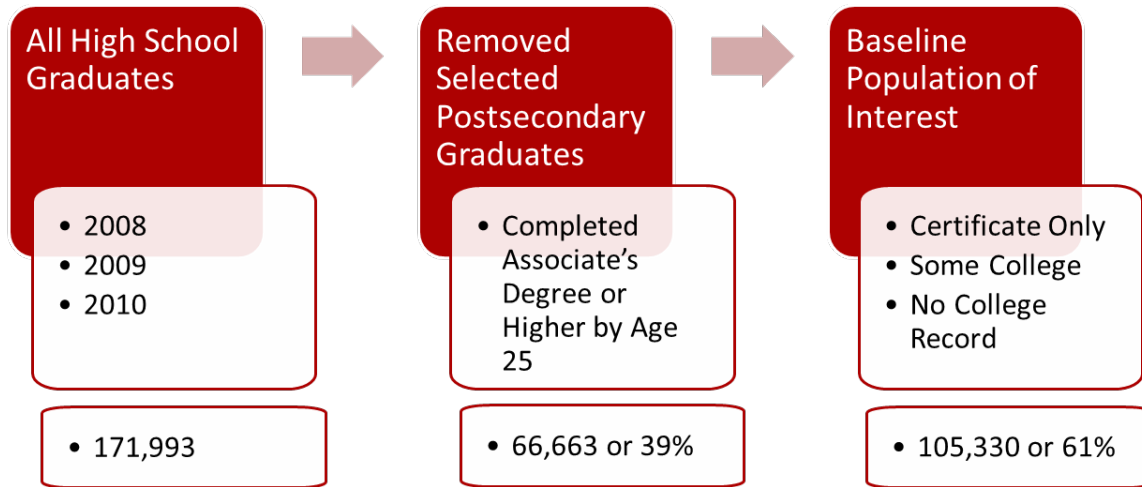 All High School
Graduates
• 2008
• 2009
• 2010
• 171,993
Removed
Selected
Postsecondary
Graduates
• Completed
Associate’s
Degree or
Higher by Age
25
• 66,663 or 39%
Baseline
Population of
Interest
• Certificate Only
• Some College
• No College
Record
• 105,330 or 61%